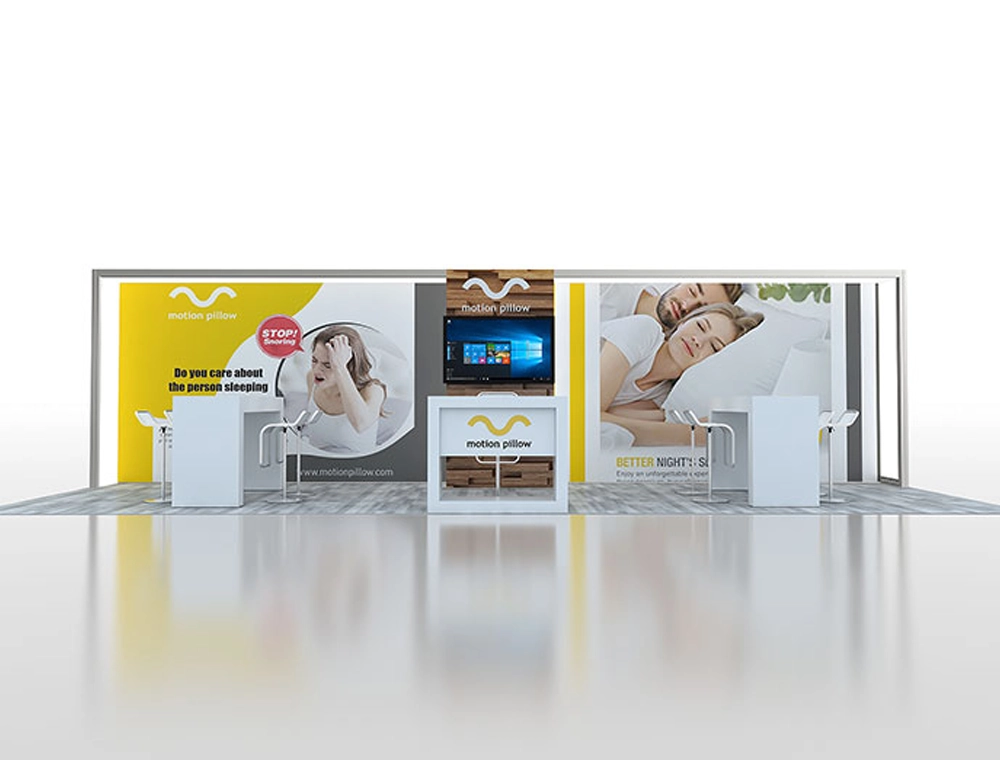 motion pillow
STOP!
Snoring
Do you care about
the person sleeping
www.motionpillow.com
motion pillow
motion pillow
BETTER NIGHT'S
Enjoy an unforgettable